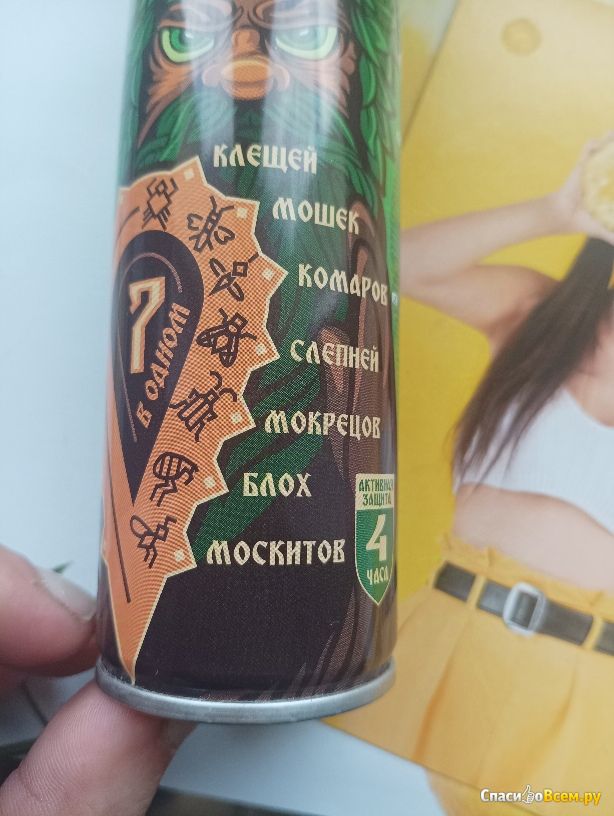 КЛЕЩЕЙ
МОШЕК
КОМАРОВ
СЛЕПНЕЙ
МОКРЕЦОВ
БЛОХ
МОСКИТОВ
7
В ОДНОМ
АКТИВНАЯ
ЗАЩИТА
4
ЧАСА
СпасибоВсем.ру